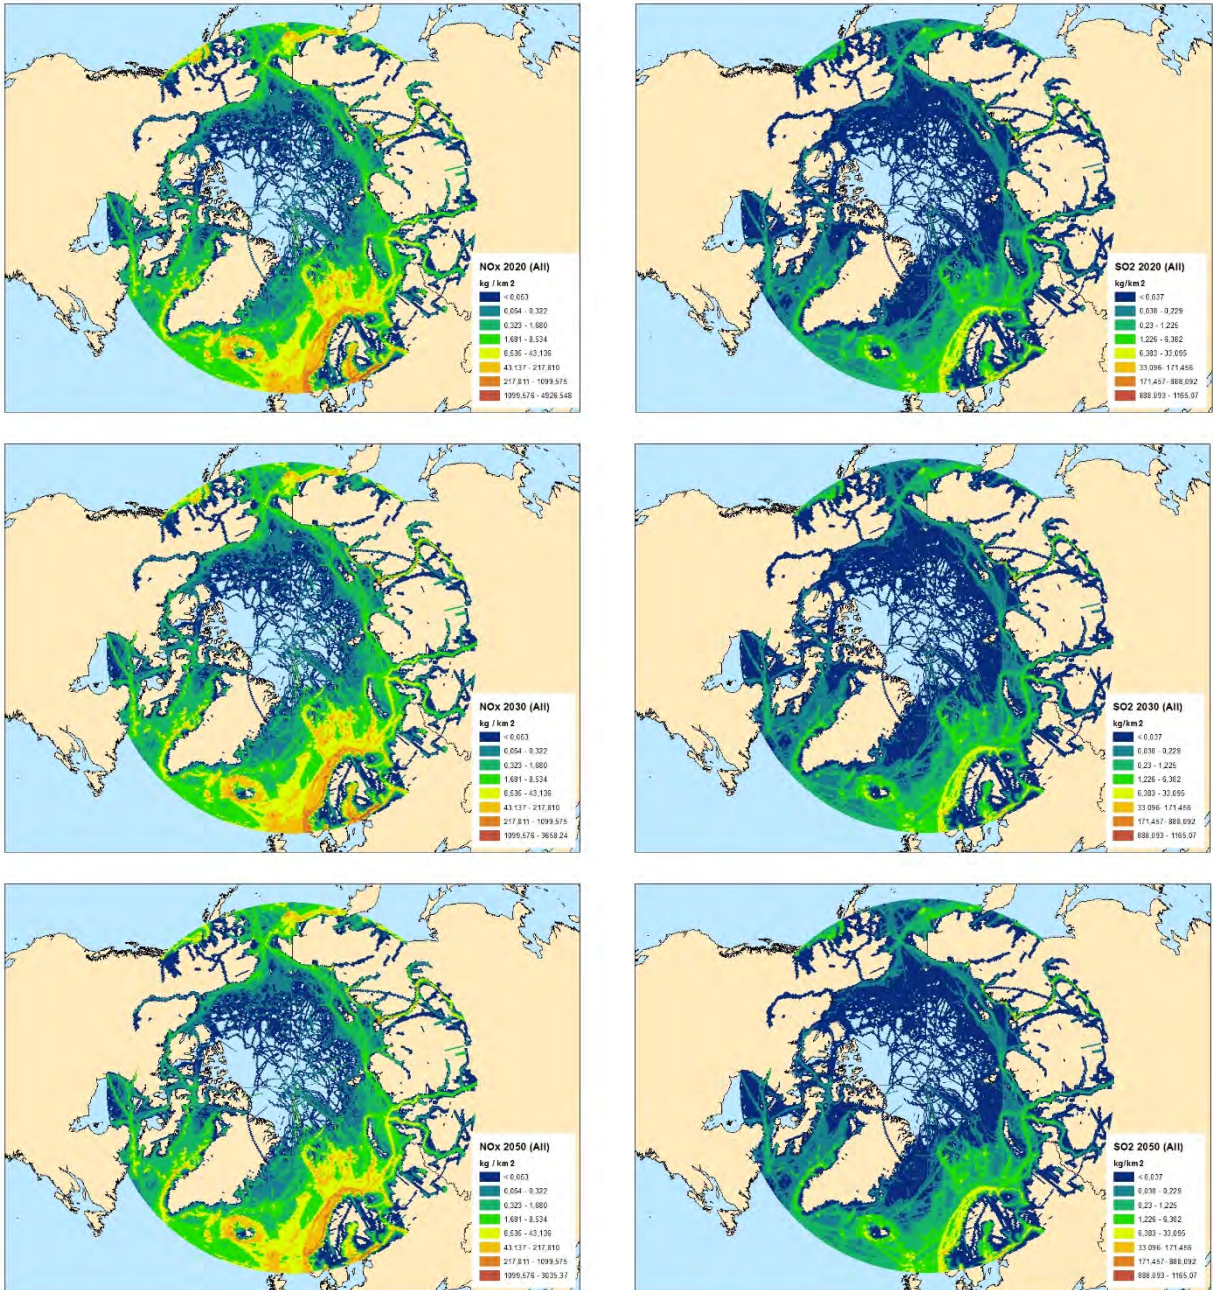 NOx 2020 (All)
kg / km2
< 0,053
0,054 - 0,322
0,323 - 1,680
1,681 - 8,534
8,535 - 43,136
43,137 - 217,810
217,811 - 1099,575
1099,576 - 4926,548
SO2 2020 (All)
kg/km2
< 0,037
0,038 - 0,229
0,23 - 1,225
1,226 - 6,382
6,383 - 33,095
33,096- 171,456
171,457- 888,092
888,093 - 1165,07
NOx 2030 (All)
kg / km2
< 0,053
0,054 - 0,322
0,323 - 1,680
1,681 - 8,534
8,535 - 43,136
43,137 - 217,810
217,811 - 1099,575
1099,576 - 3658,24
SO2 2030 (All)
kg/km2
< 0,037
0,038 - 0,229
0,23 - 1,225
1,226 - 6,382
6,383 - 33,095
33,096- 171,456
171,457- 888,092
888,093 - 1165,07
NOx 2050 (All)
kg / km2
< 0,053
0,054 - 0,322
0,323 - 1,680
1,681 - 8,534
8,535 - 43,136
43,137 - 217,810
217,811 - 1099,575
1099,576 - 3035,37
SO2 2050 (All)
kg/km2
< 0,037
0,038 - 0,229
0,23 - 1,225
1,226 - 6,382
6,383 - 33,095
33,096- 171,456
171,457- 888,092
888,093 - 1165,07